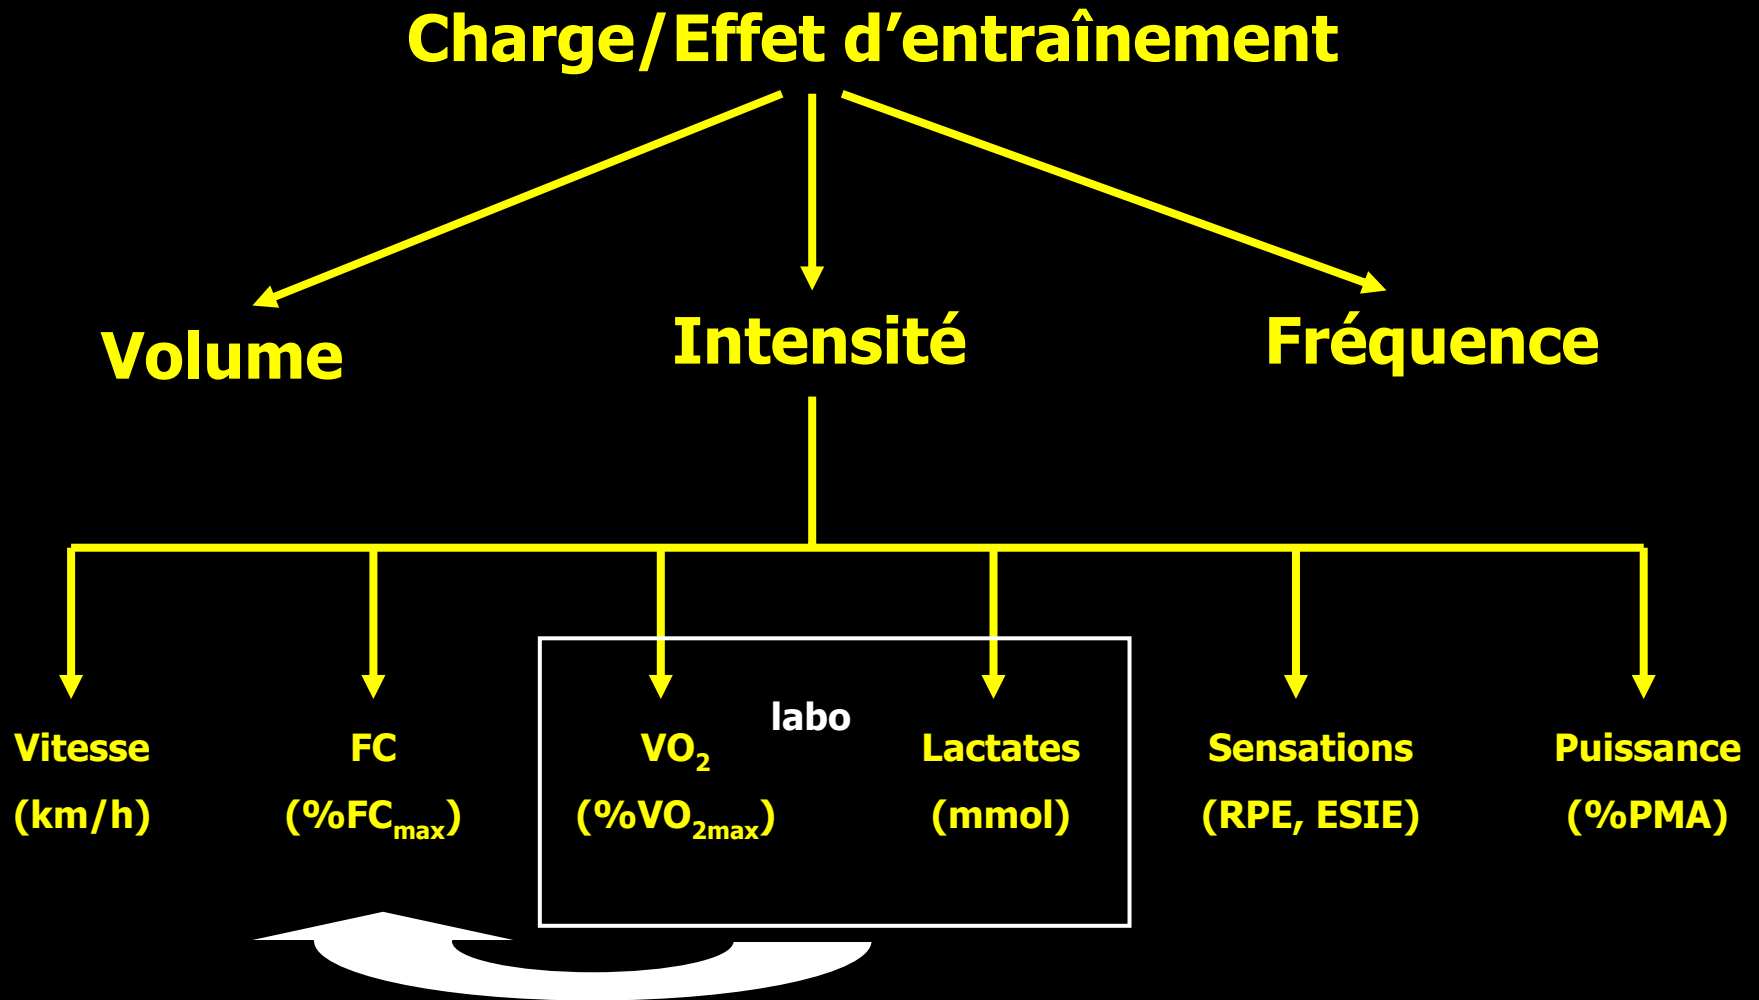 Charge/Effet d’entraînement
Volume
Intensité
Fréquence
labo
Vitesse
(km/h)
FC
(%FCmax)
VO2
(%VO2max)
Lactates
(mmol)
Sensations
(RPE, ESIE)
Puissance
(%PMA)